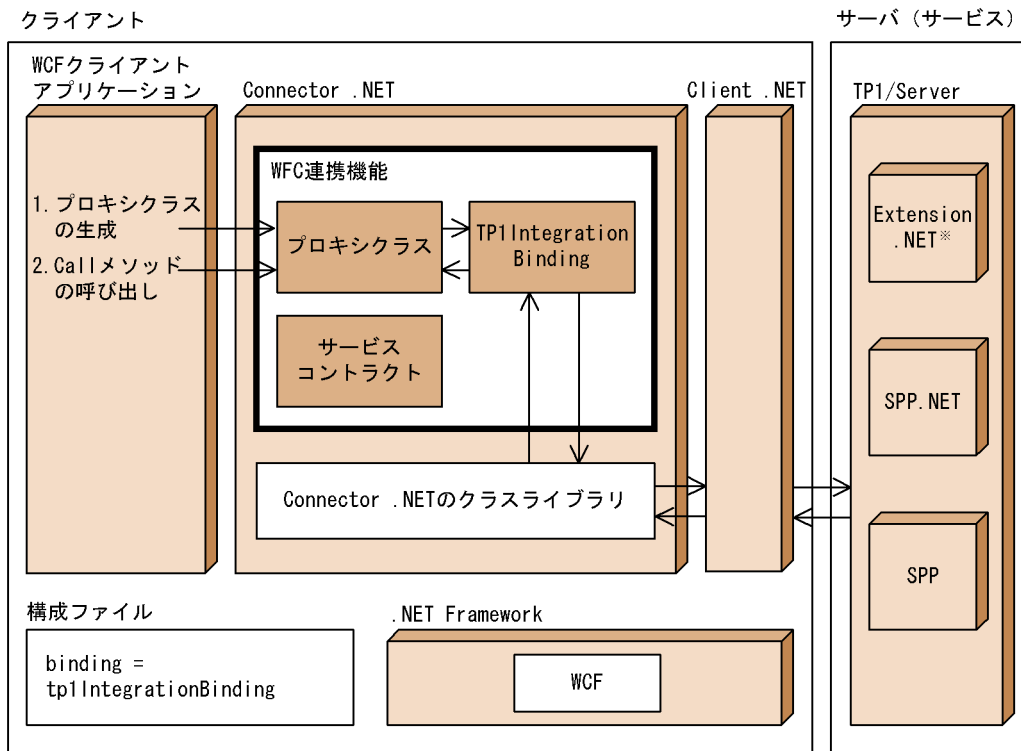 クライアント
サーバ（サービス）
WCFクライアント
アプリケーション
Connector .NET
Client .NET
TP1/Server
WFC連携機能
1.プロキシクラス
の生成
2.Callメソッド
の呼び出し
プロキシクラス
TP1Integration
Binding
サービス
コントラクト
Connector .NETのクラスライブラリ
Extension
.NET※
SPP.NET
SPP
構成ファイル
binding =
tp1IntegrationBinding
.NET Framework
WCF